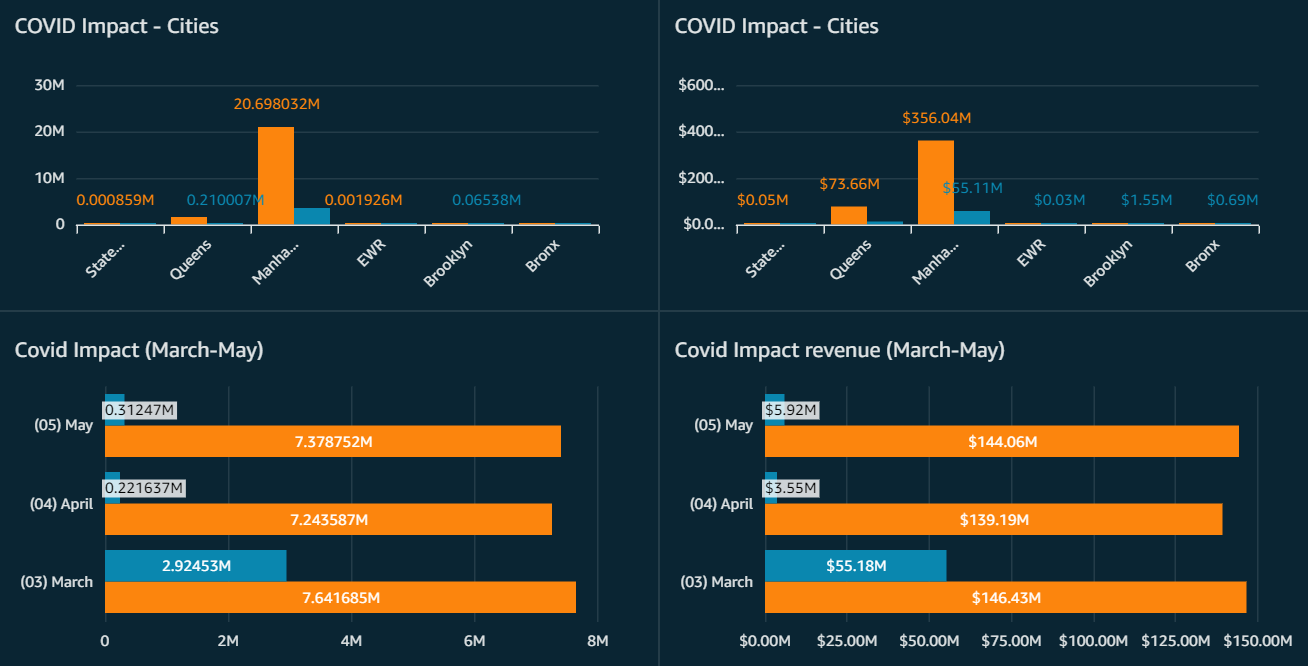 COVID Impact - Cities
30M
20M
10M
0
20.698032M
0.000859M
0.210007M
0.001926M
0.06538M
State...
Queens
Manha...
EWR
Brooklyn
Bronx
COVID Impact - Cities
$600...
$400...
$200...
$0.0...
$356.04M
$73.66M
$55.11M
$0.05M
$0.03M
$1.55M
$0.69M
State...
Queens
Manha...
EWR
Brooklyn
Bronx
Covid Impact (March-May)
(05) May
0.31247M
7.378752M
(04) April
0.221637M
7.243587M
(03) March
2.92453M
7.641685M
0 2M 4M 6M 8M
Covid Impact revenue (March-May)
(05) May
$5.92M
$144.06M
(04) April
$3.55M
$139.19M
(03) March
$55.18M
$146.43M
$0.00M $25.00M $50.00M $75.00M $100.00M $125.00M $150.00M